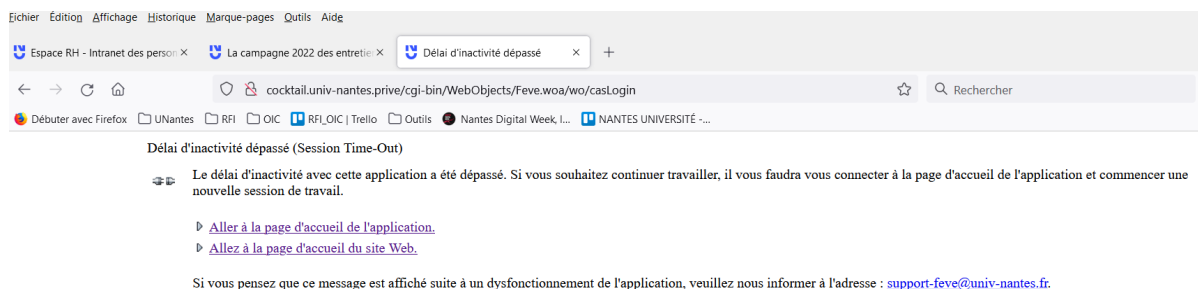 Fichier Édition Affichage Historique Marque-pages Outils Aide
Espace RH - Intranet des person La campagne 2022 des entretie Délai d'inactivité dépassé
cocktail.univ-nantes.prive/cgi-bin/WebObjects/Feve.woa/wo/casLogin Rechercher
Débuter avec Firefox UNantes RFI OIC RFI_OIC | Trello Outils Nantes Digital Week, I... NANTES UNIVERSITÉ -...
Délai d'inactivité dépassé (Session Time-Out)
Le délai d'inactivité avec cette application a été dépassé. Si vous souhaitez continuer travailler, il vous faudra vous connecter à la page d'accueil de l'application et commencer une
nouvelle session de travail.
Aller à la page d'accueil de l'application.
Allez à la page d'accueil du site Web.
Si vous pensez que ce message est affiché suite à un dysfonctionnement de l'application, veuillez nous informer à l'adresse : support-feve@univ-nantes.fr.